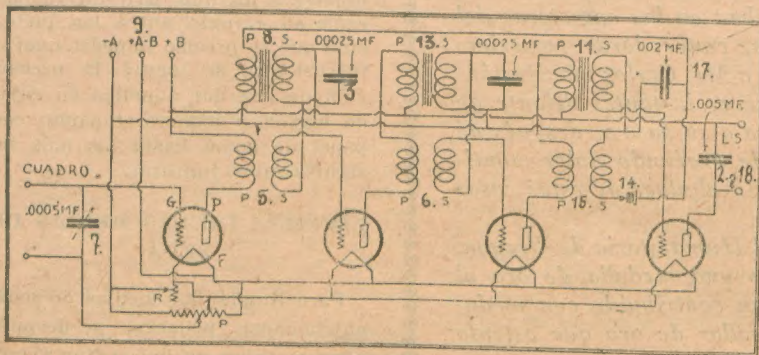 9.
-A +A-B +B
P 8. S
.00025 MF
3
P 13. S
.00025 MF
P 11. S
.002 MF
17.
.005 MF
L S
2. 18.
CUADRO.
.0005 MF
7.
G P
F
R
P
P 5. S
P 6. S
P 15. S
14.